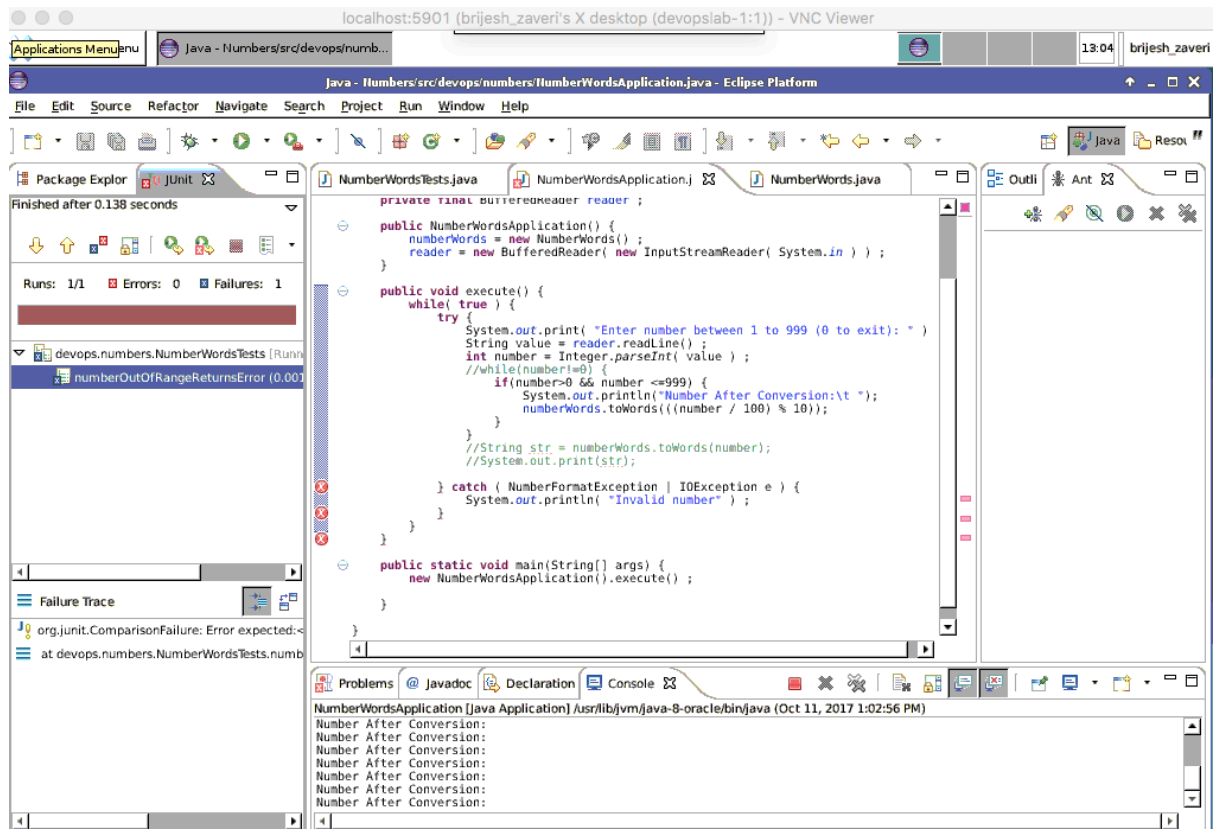 localhost:5901 (brijesh_zaveri's X desktop (devopslab-1:1)) - VNC Viewer
Applications Menu enu Java - Numbers/src/devops/numb... 13:04 brijesh_zaveri
Java - Numbers/src/devops/numbers/NumberWordsApplication.java - Eclipse Platform
File Edit Source Refactor Navigate Search Project Run Window Help
Java Resou
Package Explor JUnit
Finished after 0.138 seconds
Runs: 1/1 Errors: 0 Failures: 1
devops.numbers.NumberWordsTests [Runn
numberOutOfRangeReturnsError (0.001
Failure Trace
org.junit.ComparisonFailure: Error expected:<
at devops.numbers.NumberWordsTests.numb
NumberWordsTests.java NumberWordsApplication.j NumberWords.java
private final BufferedReader reader ;
public NumberWordsApplication() {
numberWords = new NumberWords() ;
reader = new BufferedReader( new InputStreamReader( System.in ) ) ;
}
public void execute() {
while( true ) {
try {
System.out.print( "Enter number between 1 to 999 (0 to exit): " )
String value = reader.readLine() ;
int number = Integer.parseInt( value ) ;
//while(number!=0) {
if(number>0 && number <=999) {
System.out.println("Number After Conversion:\t ");
numberWords.toWords(((number / 100) % 10));
}
}
//String str = numberWords.toWords(number);
//System.out.print(str);
} catch ( NumberFormatException | IOException e ) {
System.out.println( "Invalid number" ) ;
}
}
}
public static void main(String[] args) {
new NumberWordsApplication().execute() ;
}
}
Outli Ant
Problems Javadoc Declaration Console
NumberWordsApplication [Java Application] /usr/lib/jvm/java-8-oracle/bin/java (Oct 11, 2017 1:02:56 PM)
Number After Conversion:
Number After Conversion:
Number After Conversion:
Number After Conversion:
Number After Conversion:
Number After Conversion:
Number After Conversion: